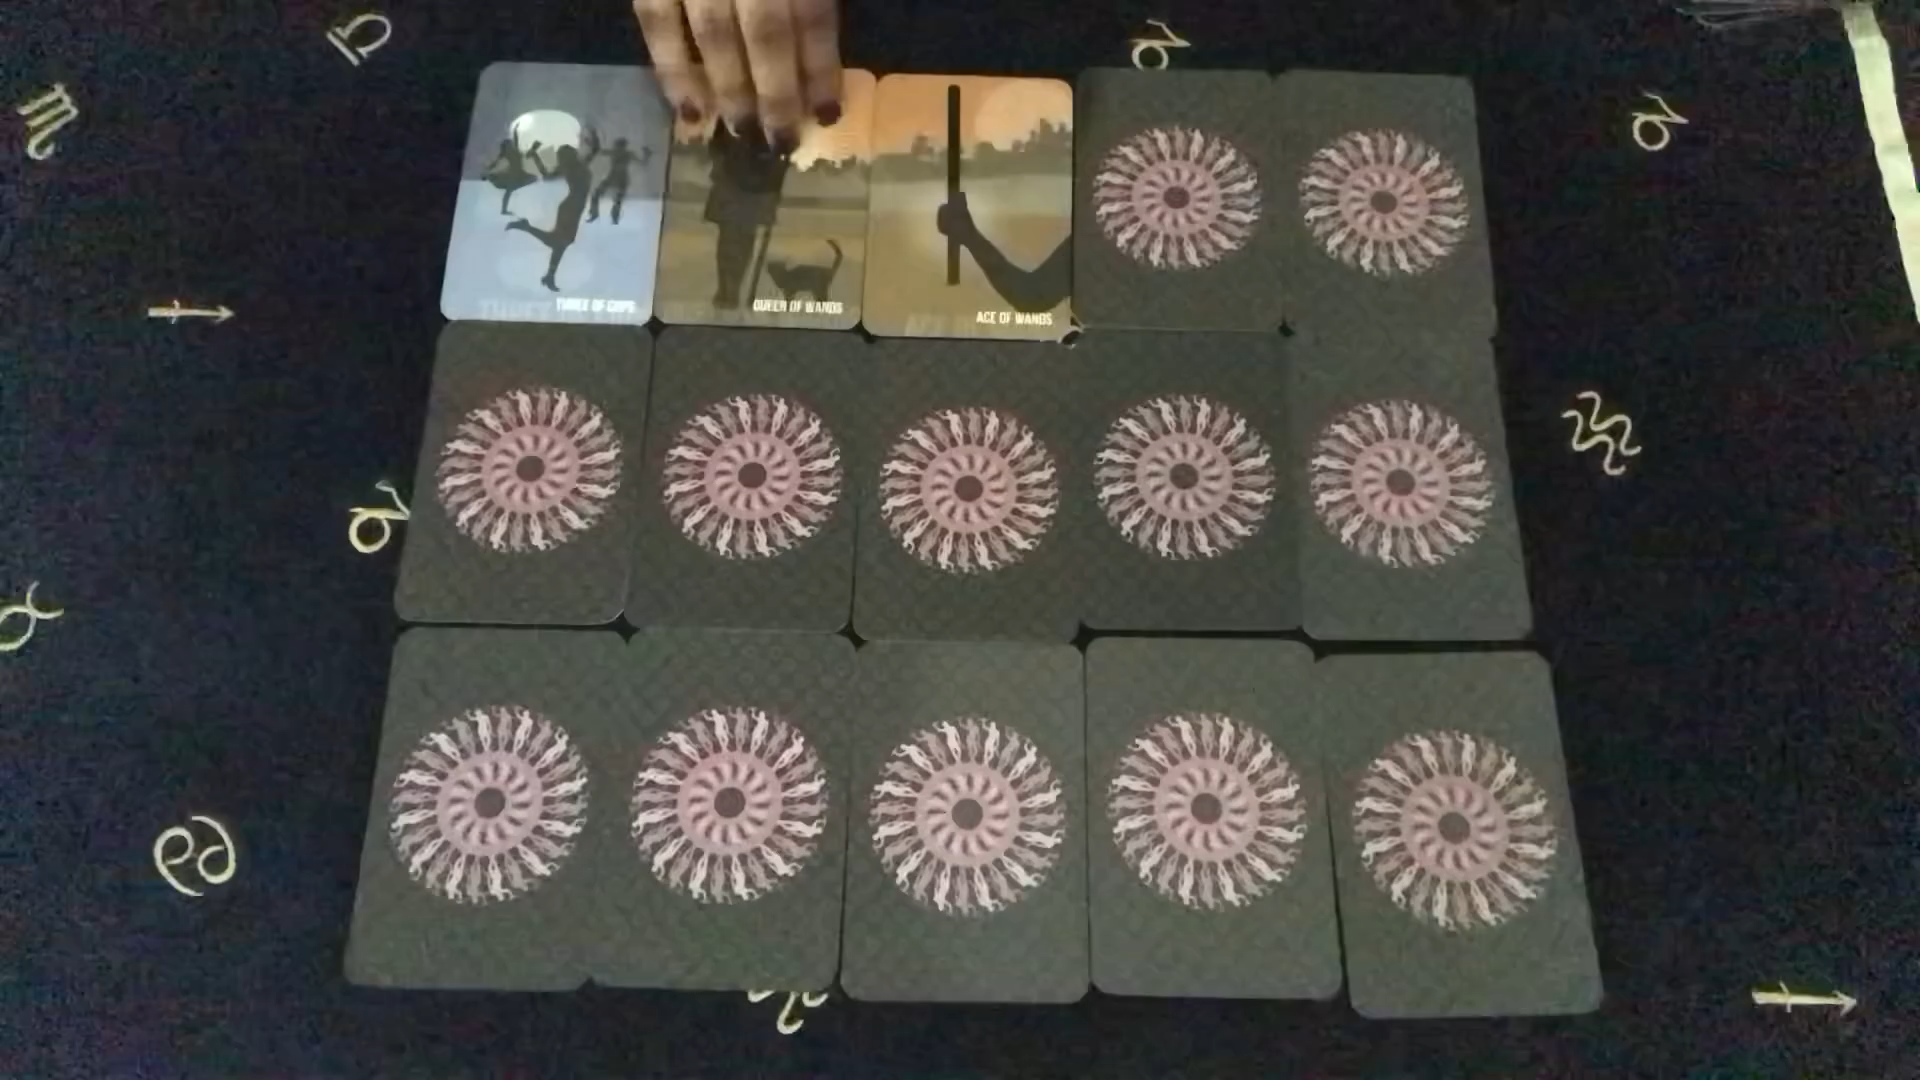 THREE OF CUPS
QUEEN OF WANDS
ACE OF WANDS